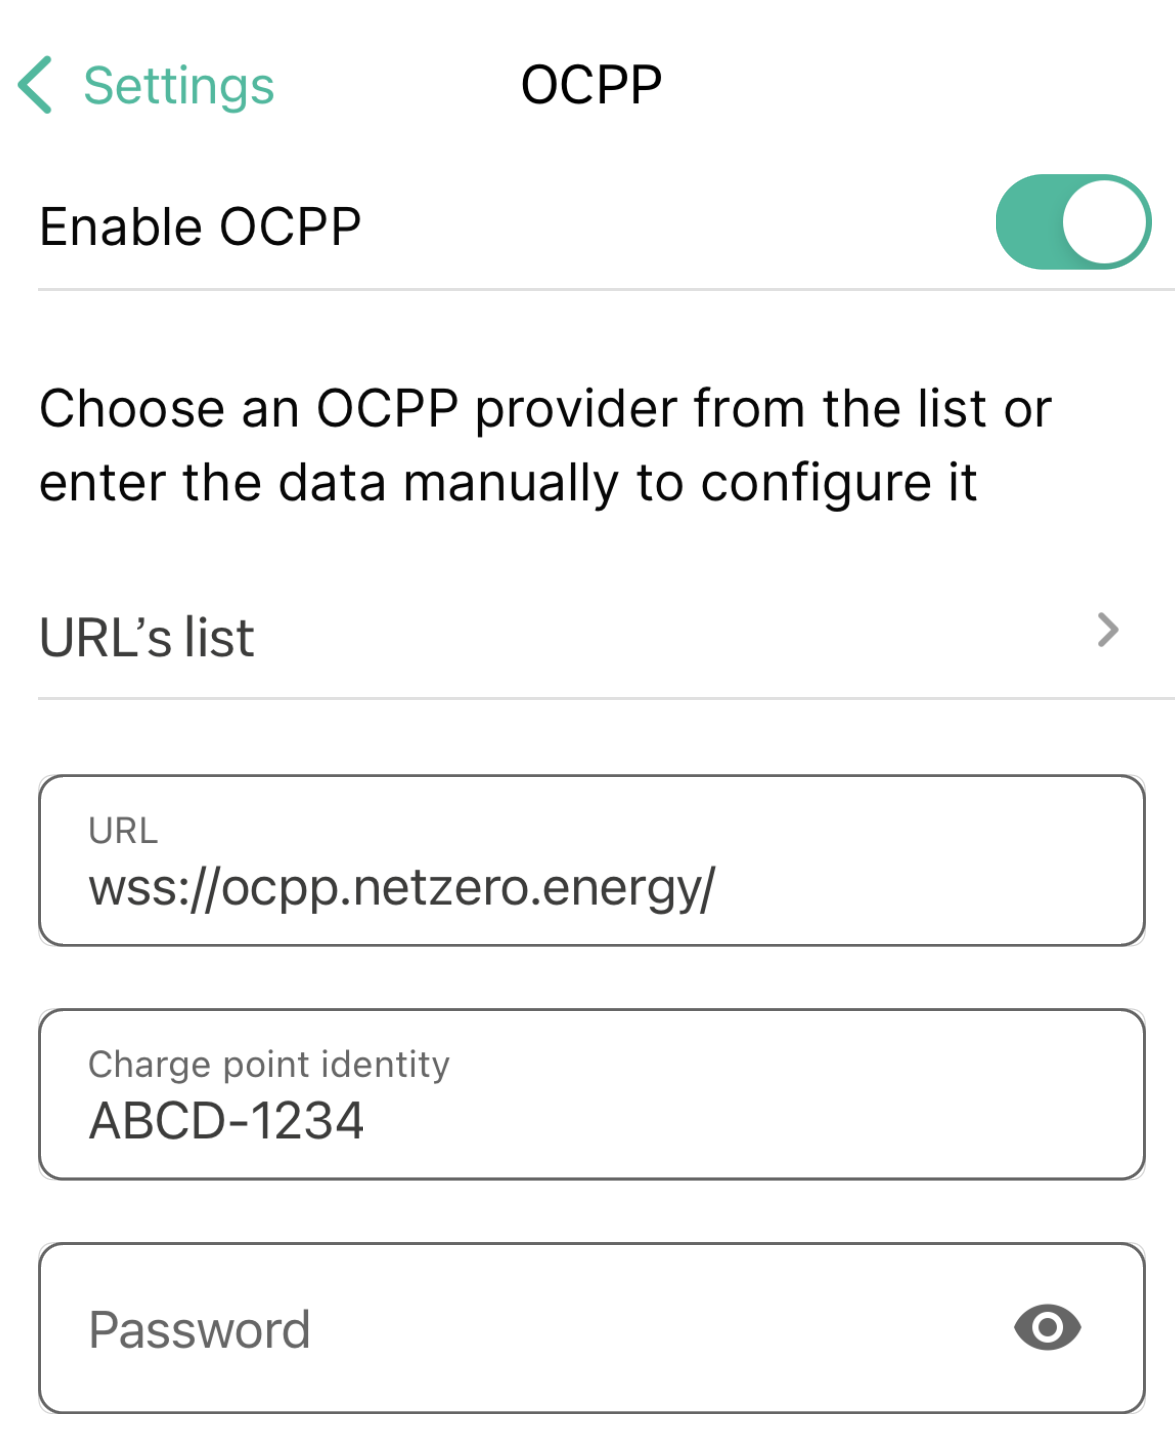 Settings
OCPP
Enable OCPP
Choose an OCPP provider from the list or
enter the data manually to configure it
URL’s list
URL
wss://ocpp.netzero.energy/
Charge point identity
ABCD-1234
Password